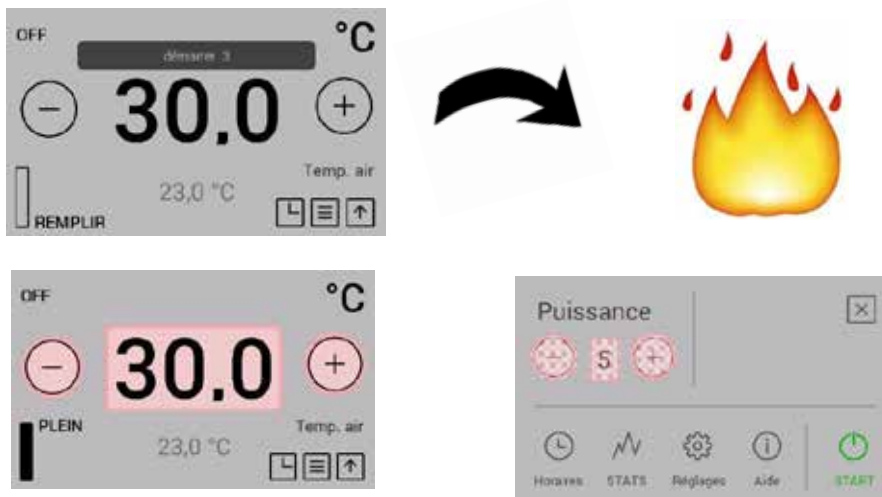 OFF
°C
démarrer 3
30,0
Temp. air
23,0 °C
REMPLIR
OFF
°C
30,0
PLEIN
Temp. air
23,0 °C
Puissance
5
Horaires STATS Réglages Aide START